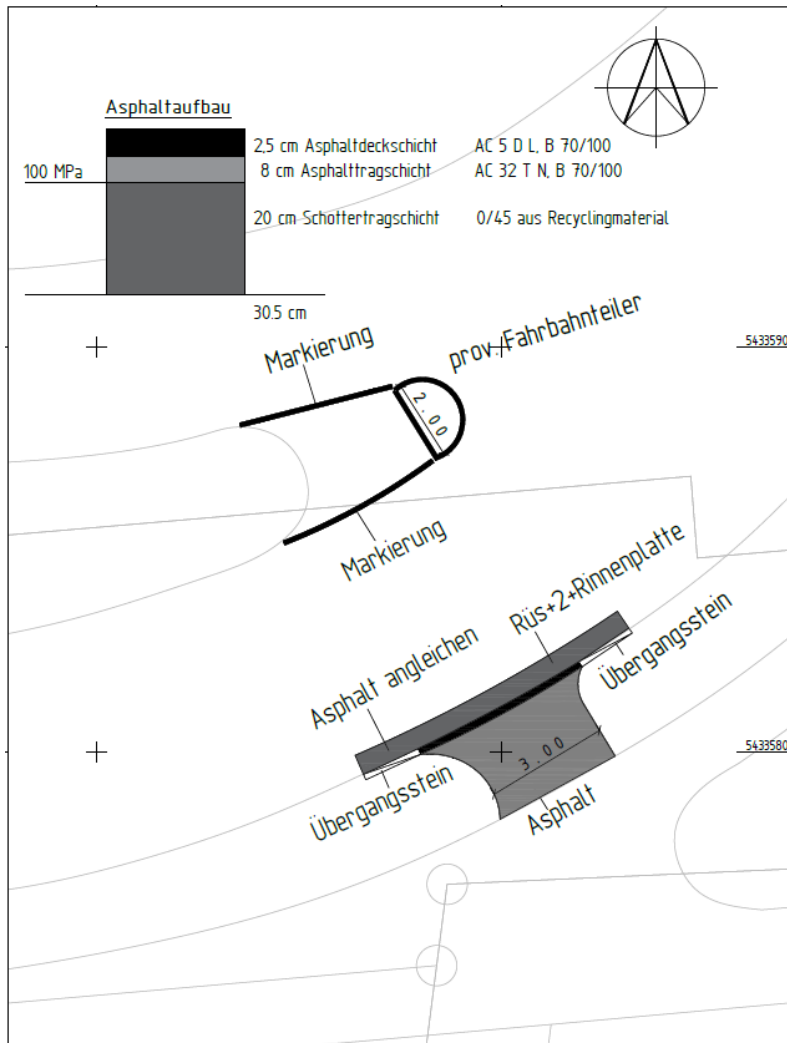 Asphaltaufbau
2,5 cm Asphaltdeckschicht AC 5 D L, B 70/100
100 MPa
8 cm Asphalttragschicht AC 32 T N, B 70/100
20 cm Schottertragschicht 0/45 aus Recyclingmaterial
30.5 cm
Markierung
prov. Fahrbahnteiler
5433590
2.00
Markierung
Rüs+2+Rinnenplatte
Übergangsstein
Asphalt angleichen
5433580
3.00
Übergangsstein
Asphalt